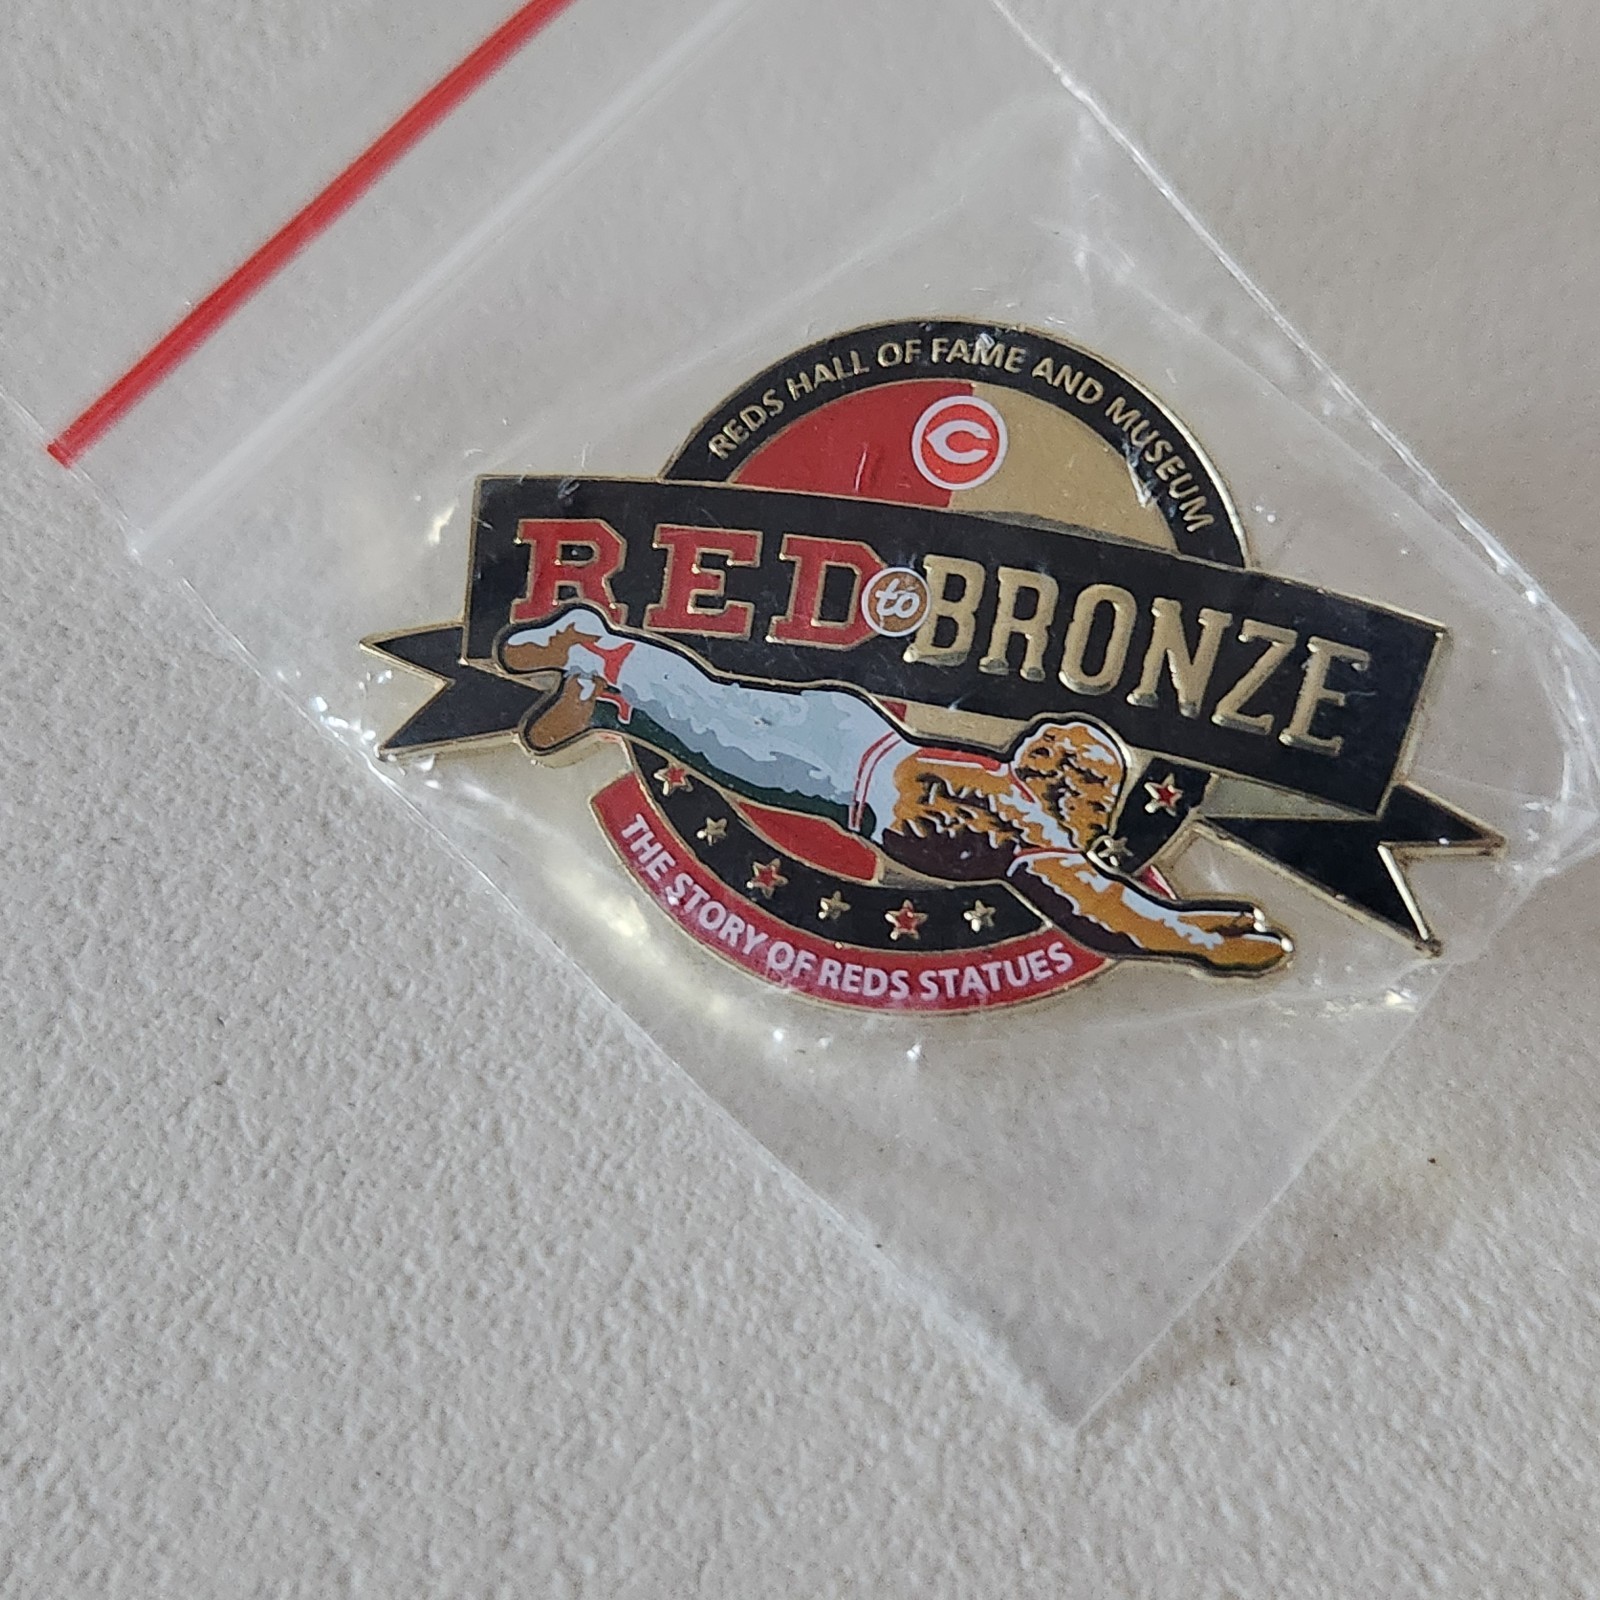 REDS HALL OF FAME AND MUSEUM
C
RED to BRONZE
THE STORY OF REDS STATUES